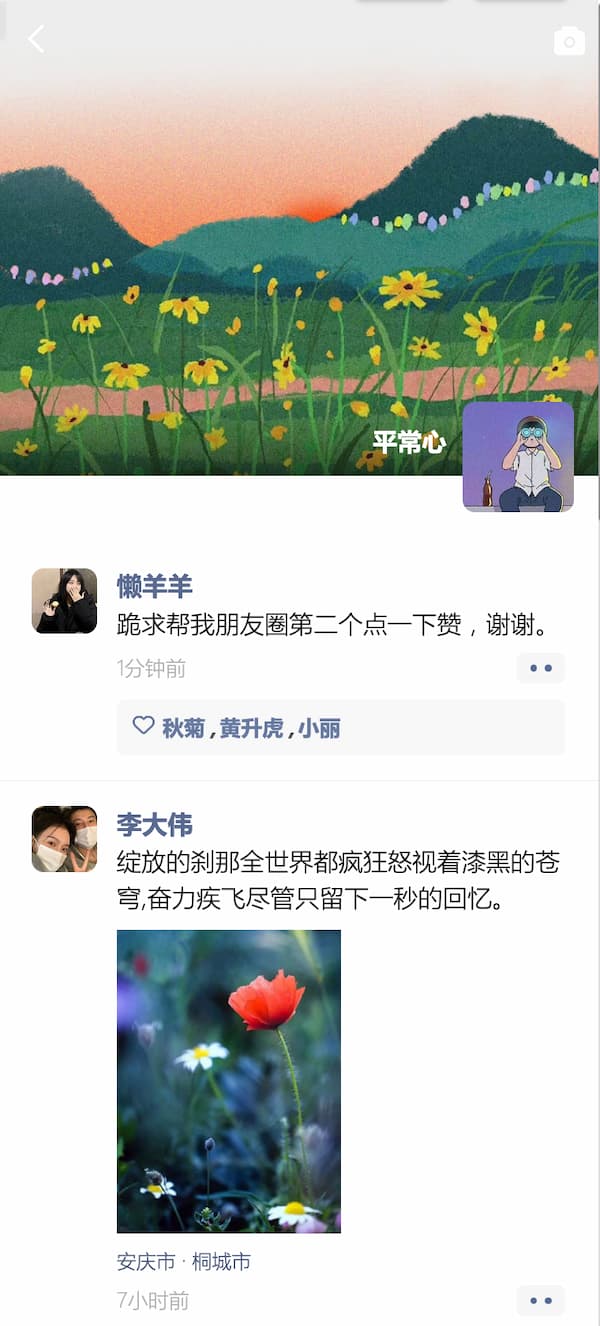 平常心
懒羊羊
跪求帮我朋友圈第二个点一下赞，谢谢。
1分钟前
秋菊,黄升虎,小丽
李大伟
绽放的刹那全世界都疯狂怒视着漆黑的苍
穹,奋力疾飞尽管只留下一秒的回忆。
安庆市·桐城市
7小时前